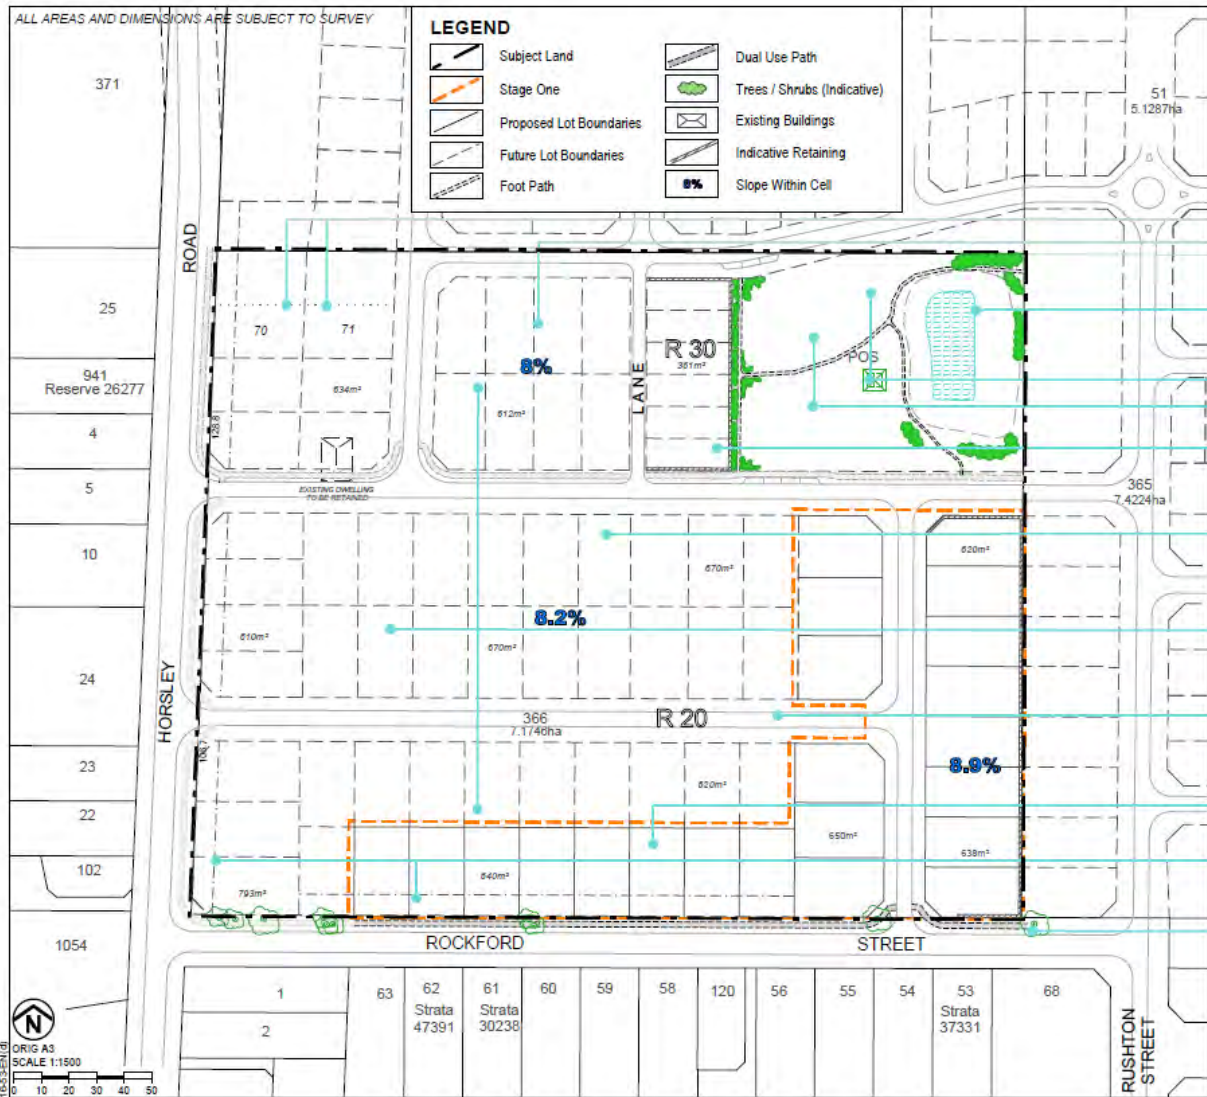 ALL AREAS AND DIMENSIONS ARE SUBJECT TO SURVEY
LEGEND
Subject Land
Stage One
Proposed Lot Boundaries
Future Lot Boundaries
Foot Path
Dual Use Path
Trees / Shrubs (Indicative)
Existing Buildings
Indicative Retaining
8% Slope Within Cell
371
51
5.1287ha
ROAD
25
70
71
941
Reserve 26277
634m²
8%
612m²
LANE
R 30
361m²
POS
4
128.8
EXISTING DWELLING
TO BE RETAINED
5
365
7.4224ha
10
670m²
620m²
610m²
8.2%
670m²
24
HORSLEY
366
7.1746ha
R 20
23
8.9%
620m²
22
650m²
638m²
102
640m²
793m²
1054
ROCKFORD
STREET
1
2
63
62
Strata
47391
61
Strata
30238
60
59
58
120
56
55
54
53
Strata
37331
68
RUSHTON
STREET
N
ORIG A3
SCALE 1:1500
0 10 20 30 40 50